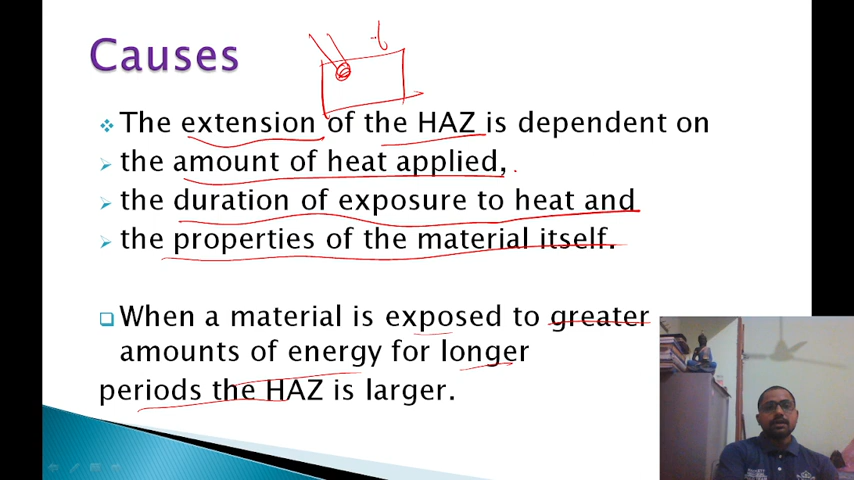 Causes
t
The extension of the HAZ is dependent on
the amount of heat applied,
the duration of exposure to heat and
the properties of the material itself.
When a material is exposed to greater
amounts of energy for longer
periods the HAZ is larger.